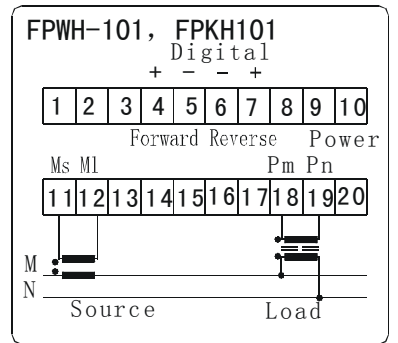 FPWH-101, FPKH101
Digital
+ - - +
1 2 3 4 5 6 7 8 9 10
Forward Reverse Power
Ms Ml Pm Pn
11 12 13 14 15 16 17 18 19 20
M
N
Source Load